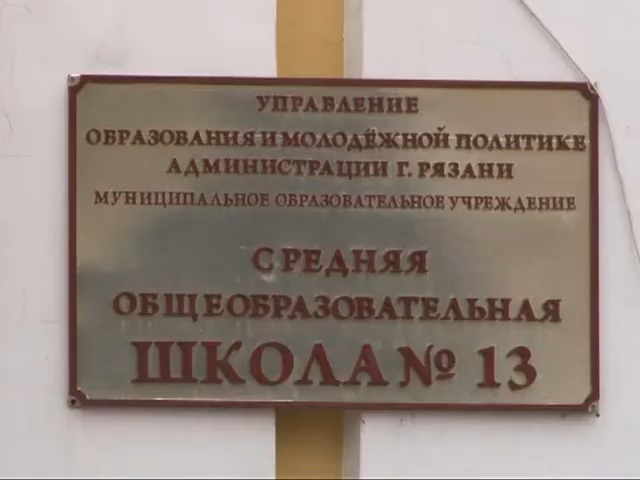 УПРАВЛЕНИЕ
ОБРАЗОВАНИЯ И МОЛОДЁЖНОЙ ПОЛИТИКЕ
АДМИНИСТРАЦИИ Г. РЯЗАНИ
МУНИЦИПАЛЬНОЕ ОБРАЗОВАТЕЛЬНОЕ УЧРЕЖДЕНИЕ
СРЕДНЯЯ
ОБЩЕОБРАЗОВАТЕЛЬНАЯ
ШКОЛА № 13